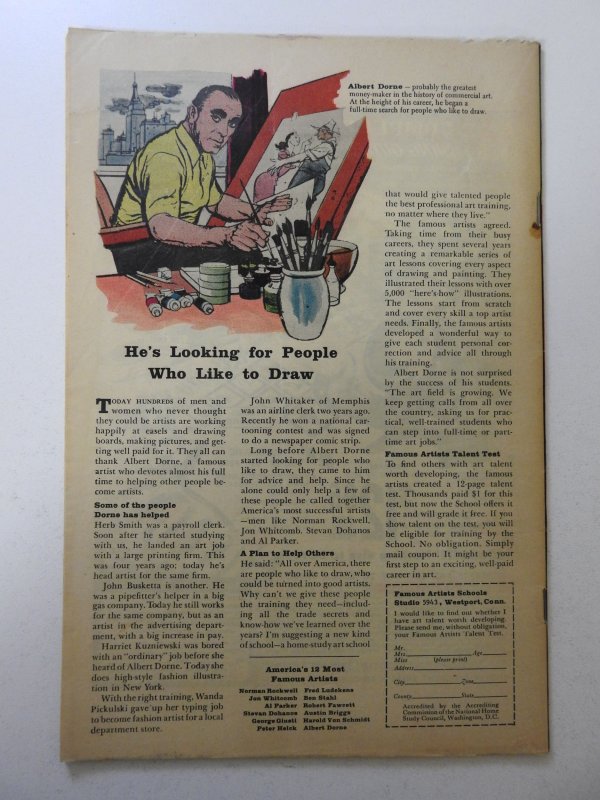 Albert Dorne — probably the greatest
money-maker in the history of commercial art.
At the height of his career, he began a
full-time search for people who like to draw.
He's Looking for People
Who Like to Draw
TODAY HUNDREDS of men and
women who never thought
they could be artists are working
happily at easels and drawing
boards, making pictures, and get-
ting well paid for it. They all can
thank Albert Dorne, a famous
artist who devotes almost his full
time to helping other people be-
come artists.
Some of the people
Dorne has helped
Herb Smith was a payroll clerk.
Soon after he started studying
with us, he landed an art job
with a large printing firm. This
was four years ago; today he's
head artist for the same firm.
John Busketta is another. He
was a pipefitter's helper in a big
gas company. Today he still works
for the same company, but as an
artist in the advertising depart-
ment, with a big increase in pay.
Harriet Kuzniewski was bored
with an "ordinary" job before she
heard of Albert Dorne. Today she
does high-style fashion illustra-
tion in New York.
With the right training, Wanda
Pickulski gave up her typing job
to become fashion artist for a local
department store.
John Whitaker of Memphis
was an airline clerk two years ago.
Recently he won a national car-
tooning contest and was signed
to do a newspaper comic strip.
Long before Albert Dorne
started looking for people who
like to draw, they came to him
for advice and help. Since he
alone could only help a few of
these people he called together
America's most successful artists
—men like Norman Rockwell,
Jon Whitcomb, Stevan Dohanos
and Al Parker.
A Plan to Help Others
He said: "All over America, there
are people who like to draw, who
could be turned into good artists.
Why can't we give these people
the training they need—includ-
ing all the trade secrets and
know-how we've learned over the
years? I'm suggesting a new kind
of school—a home-study art school
America's 12 Most
Famous Artists
Norman Rockwell Fred Ludekens
Jon Whitcomb Ben Stahl
Al Parker Robert Fawcett
Stevan Dohanos Austin Briggs
George Giusti Harold Von Schmidt
Peter Helck Albert Dorne
that would give talented people
the best professional art training,
no matter where they live."
The famous artists agreed.
Taking time from their busy
careers, they spent several years
creating a remarkable series of
art lessons covering every aspect
of drawing and painting. They
illustrated their lessons with over
5,000 "here's-how" illustrations.
The lessons start from scratch
and cover every skill a top artist
needs. Finally, the famous artists
developed a wonderful way to
give each student personal cor-
rection and advice all through
his training.
Albert Dorne is not surprised
by the success of his students.
"The art field is growing. We
keep getting calls from all over
the country, asking us for prac-
tical, well-trained students who
can step into full-time or part-
time art jobs."
Famous Artists Talent Test
To find others with art talent
worth developing, the famous
artists created a 12-page talent
test. Thousands paid $1 for this
test, but now the School offers it
free and will grade it free. If you
show talent on the test, you will
be eligible for training by the
School. No obligation. Simply
mail coupon. It might be your
first step to an exciting, well-paid
career in art.
Famous Artists Schools
Studio 5943, Westport, Conn.
I would like to find out whether I
have art talent worth developing.
Please send me, without obligation,
your Famous Artists Talent Test.
Mr.
Mrs. Age
Miss (please print)
Address
City Zone
County State
Accredited by the Accrediting
Commission of the National Home
Study Council, Washington, D.C.